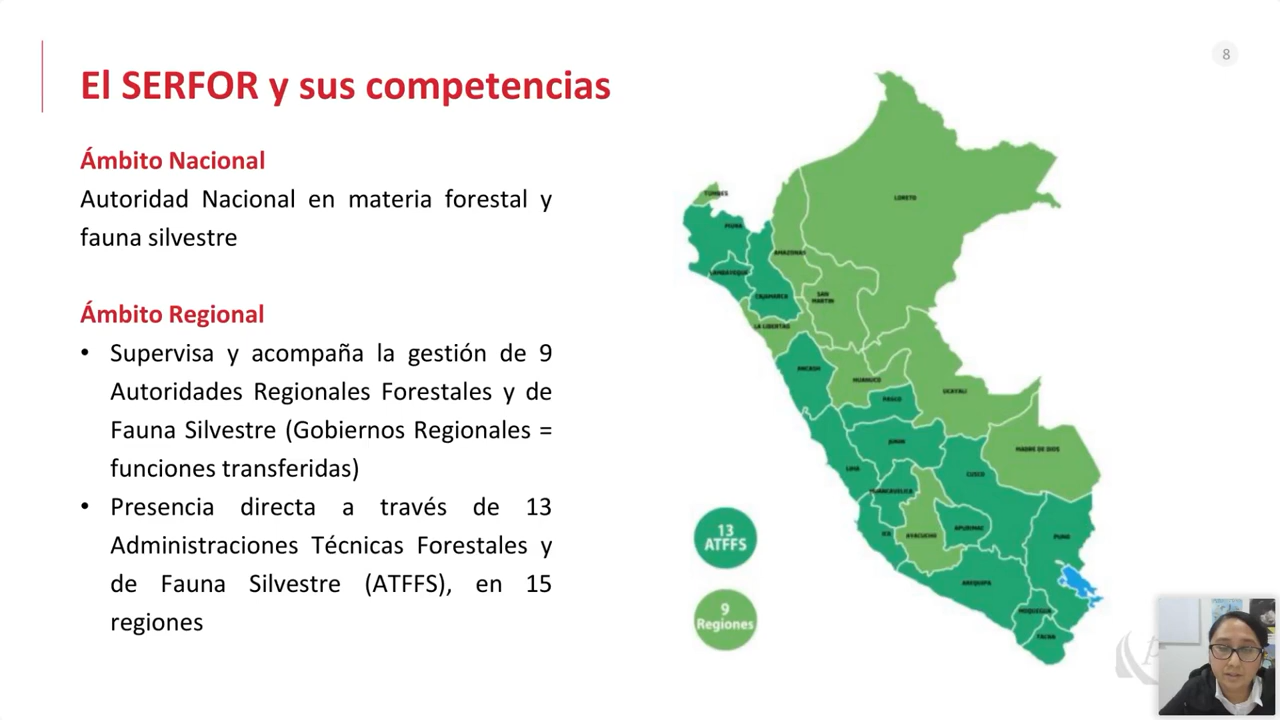 8
El SERFOR y sus competencias
Ámbito Nacional
Autoridad Nacional en materia forestal y
fauna silvestre
Ámbito Regional
• Supervisa y acompaña la gestión de 9
Autoridades Regionales Forestales y de
Fauna Silvestre (Gobiernos Regionales =
funciones transferidas)
• Presencia directa a través de 13
Administraciones Técnicas Forestales y
de Fauna Silvestre (ATFFS), en 15
regiones
TUMBES
LORETO
PIURA
AMAZONAS
LAMBAYEQUE
CAJAMARCA
SAN
MARTIN
LA LIBERTAD
ANCASH
HUANUCO
UCAYALI
PASCO
JUNIN
MADRE DE DIOS
LIMA
CUSCO
HUANCAVELICA
ICA
AYACUCHO
APURIMAC
PUNO
AREQUIPA
MOQUEGUA
TACNA
13
ATFFS
9
Regiones